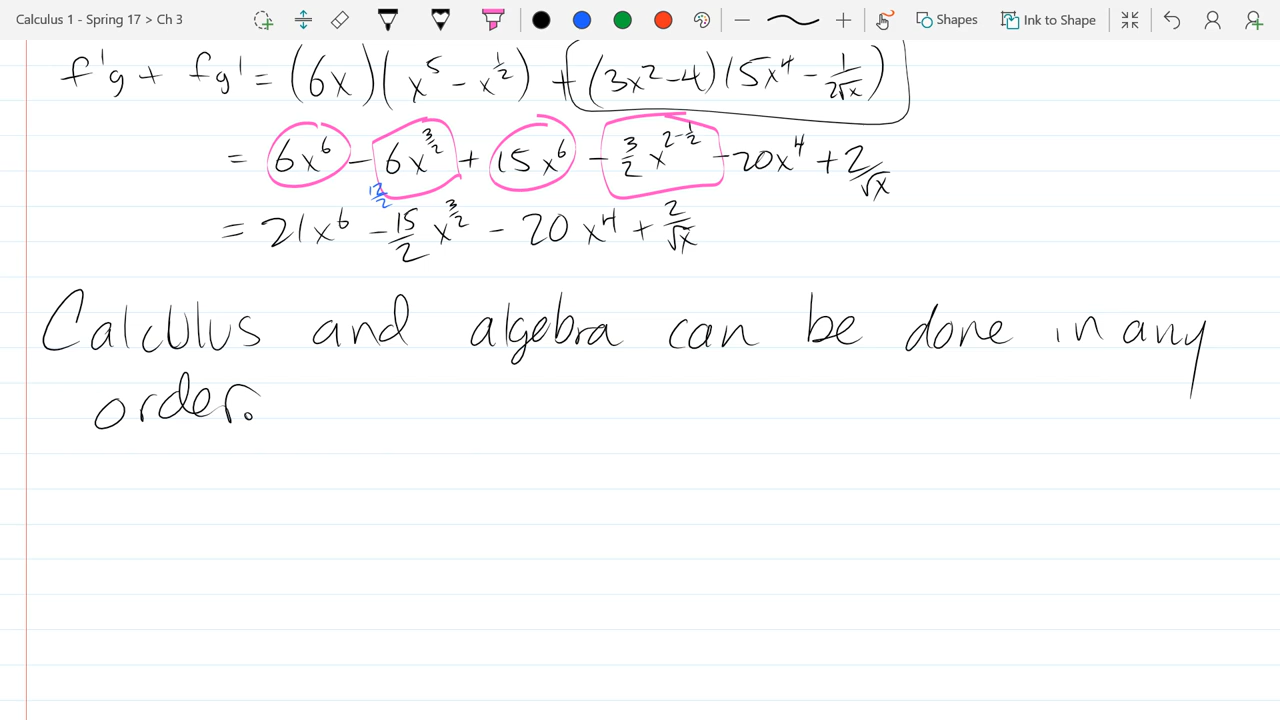 Calculus 1 - Spring 17 > Ch 3
Shapes
Ink to Shape
f'g + fg' = (6x)(x^5 - x^{1/2}) + (3x^2 - 4)(5x^4 - 1/(2√x))
= 6x^6 - 6x^{3/2} + 15x^6 - 3/2 x^{2-1/2} - 20x^4 + 2/√x
12/2
= 21x^6 - 15/2 x^{3/2} - 20x^4 + 2/√x
Calculus and algebra can be done in any
order.